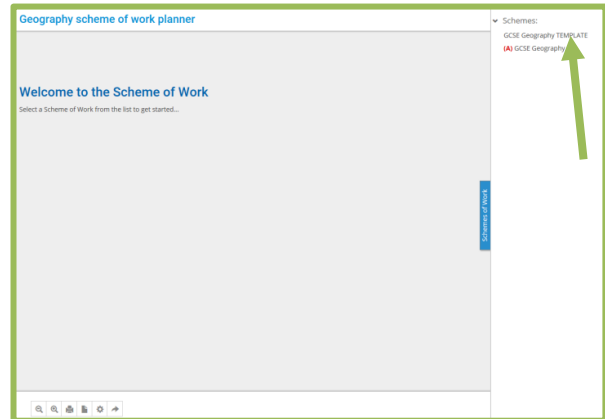 Geography scheme of work planner
Welcome to the Scheme of Work
Select a Scheme of Work from the list to get started...
Schemes of Work
Schemes:
GCSE Geography TEMPLATE
(A) GCSE Geography